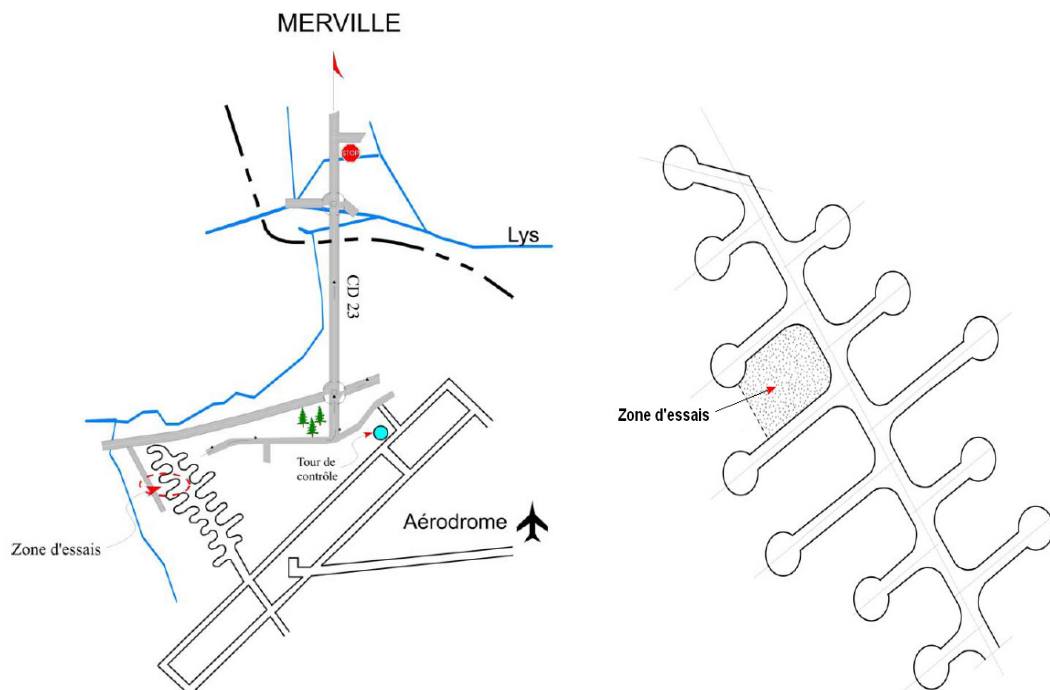 MERVILLE
STOP
Lys
CD 23
Tour de
contrôle
Aérodrome
Zone d'essais
Zone d'essais